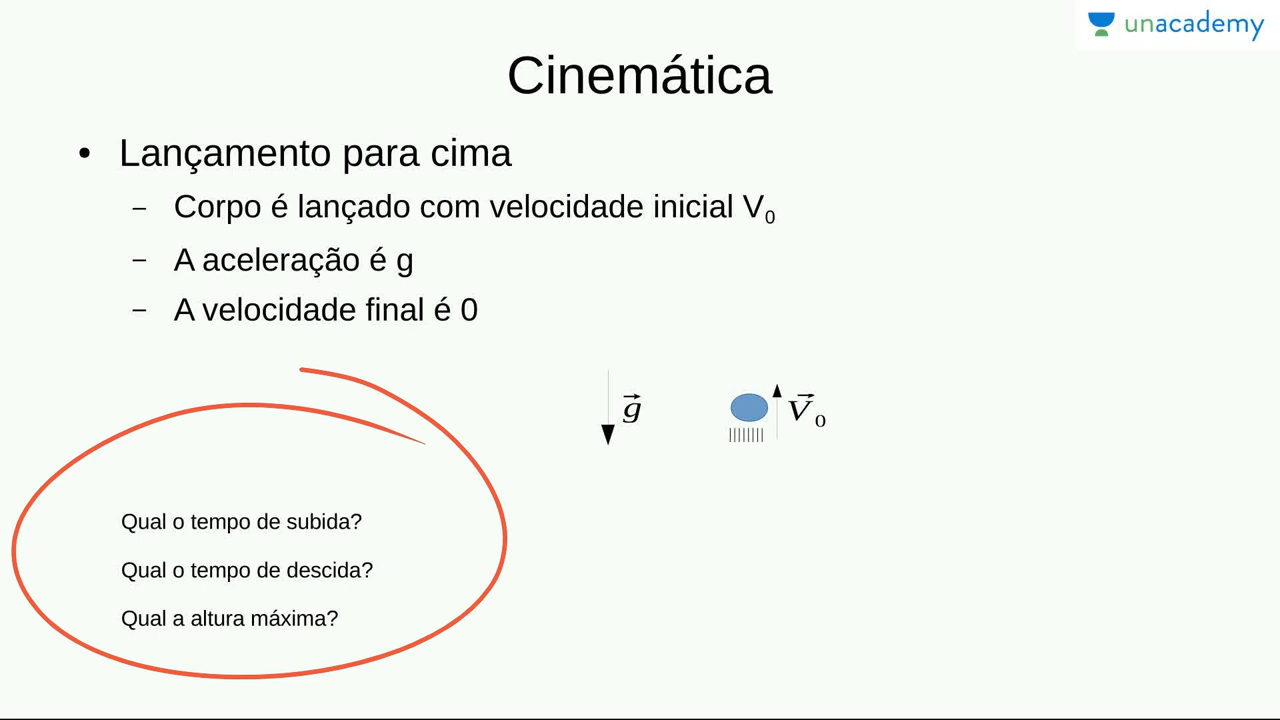 unacademy
Cinemática
• Lançamento para cima
– Corpo é lançado com velocidade inicial V₀
– A aceleração é g
– A velocidade final é 0
g⃗
V⃗₀
Qual o tempo de subida?
Qual o tempo de descida?
Qual a altura máxima?